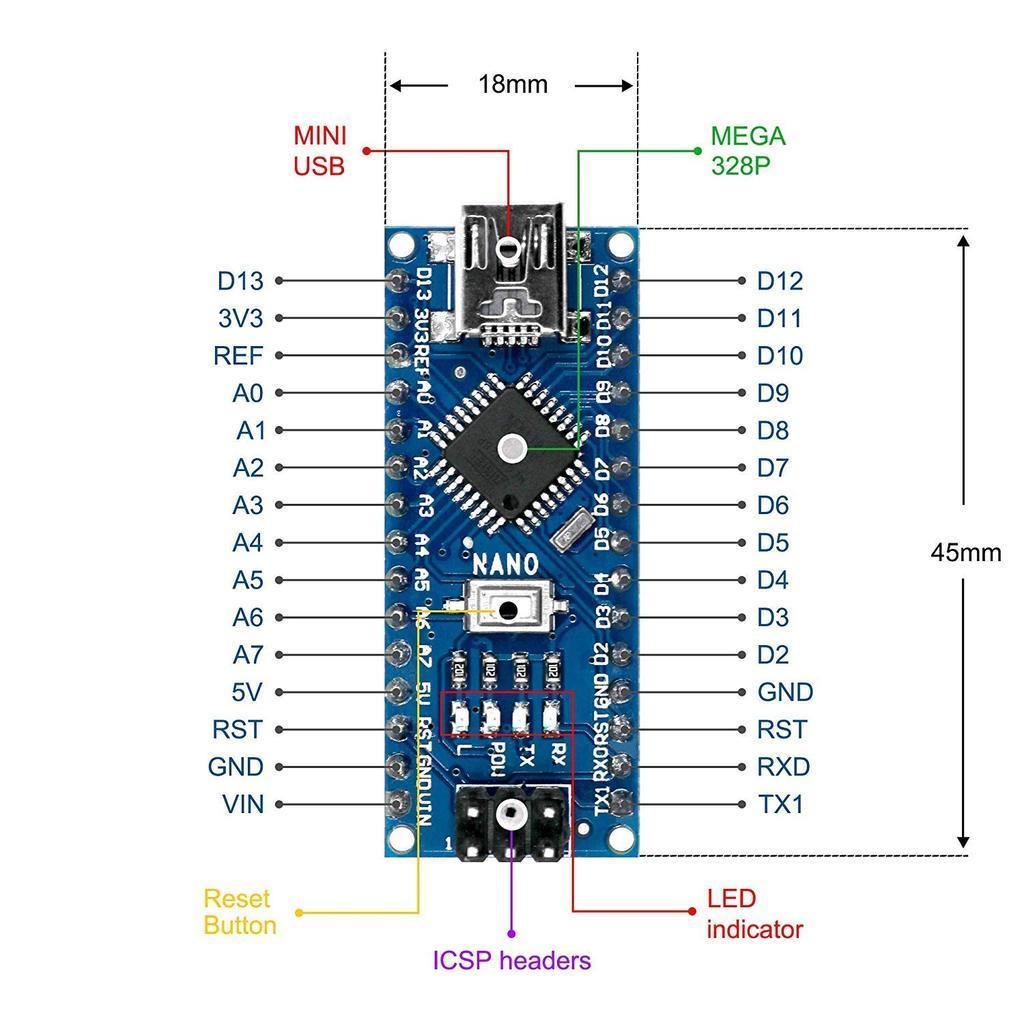 18mm
MINI
USB
MEGA
328P
D13
3V3
REF
A0
A1
A2
A3
A4
A5
A6
A7
5V
RST
GND
VIN
D13
3V3
REF
A0
A1
A2
A3
A4
A5
A6
A7
5V
RST
GND
VIN
NANO
201
102
102
102
L
POW
TX
RX
1
D12
D11
D10
D9
D8
D7
D6
D5
D4
D3
D2
GND
RST
RX0
TX1
D12
D11
D10
D9
D8
D7
D6
D5
D4
D3
D2
GND
RST
RXD
TX1
45mm
Reset
Button
LED
indicator
ICSP headers